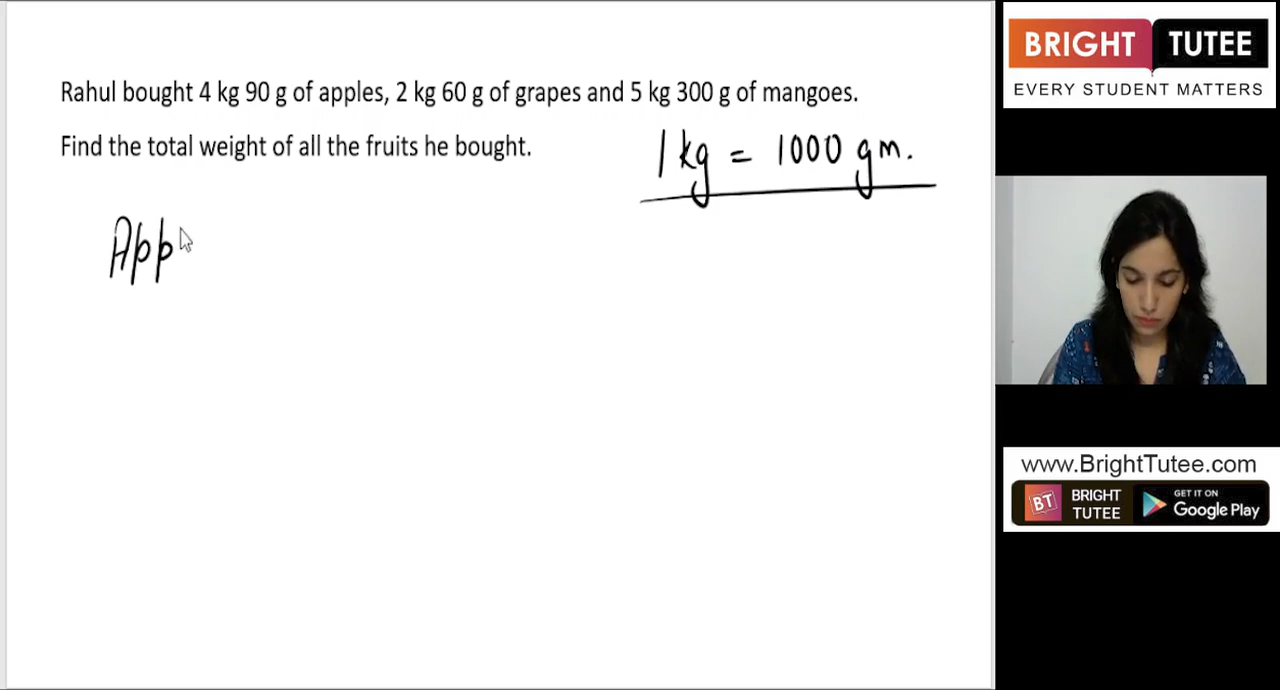 Rahul bought 4 kg 90 g of apples, 2 kg 60 g of grapes and 5 kg 300 g of mangoes.
Find the total weight of all the fruits he bought.
1 kg = 1000 gm.
App
BRIGHT TUTEE
EVERY STUDENT MATTERS
www.BrightTutee.com
BT
BRIGHT
TUTEE
GET IT ON
Google Play